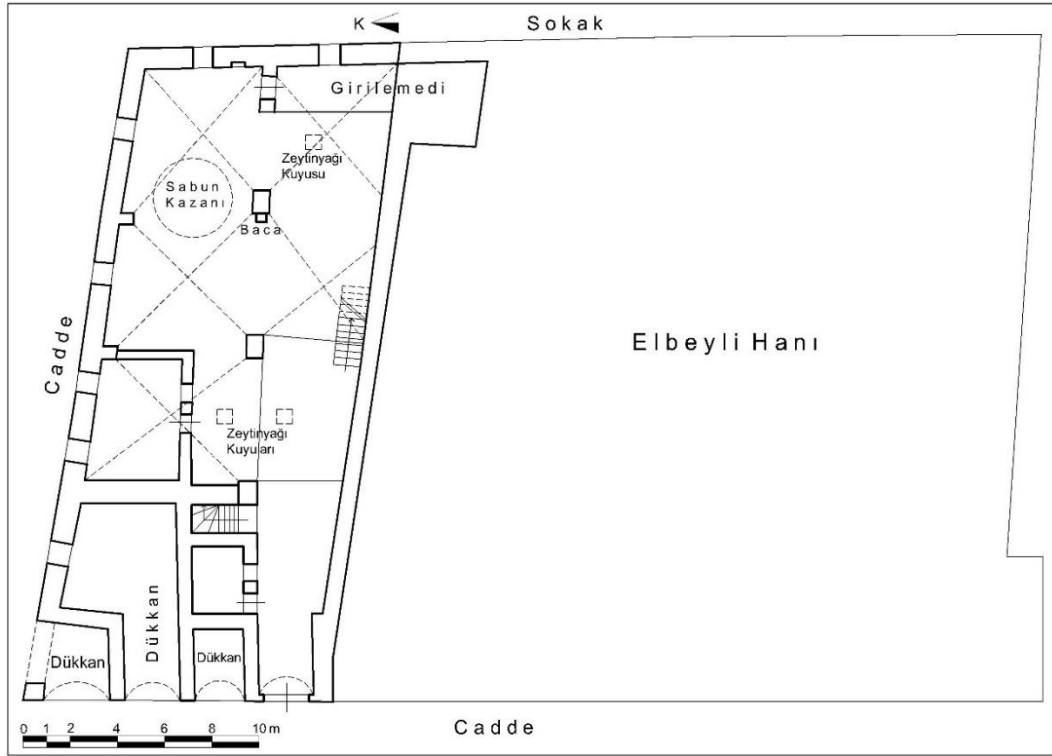 K
Sokak
Girilemedi
Zeytinyağı
Kuyusu
Sabun
Kazanı
Baca
Cadde
Elbeyli Hanı
Zeytinyağı
Kuyuları
Dükkan
Dükkan
Dükkan
0 1 2 4 6 8 10 m
Cadde